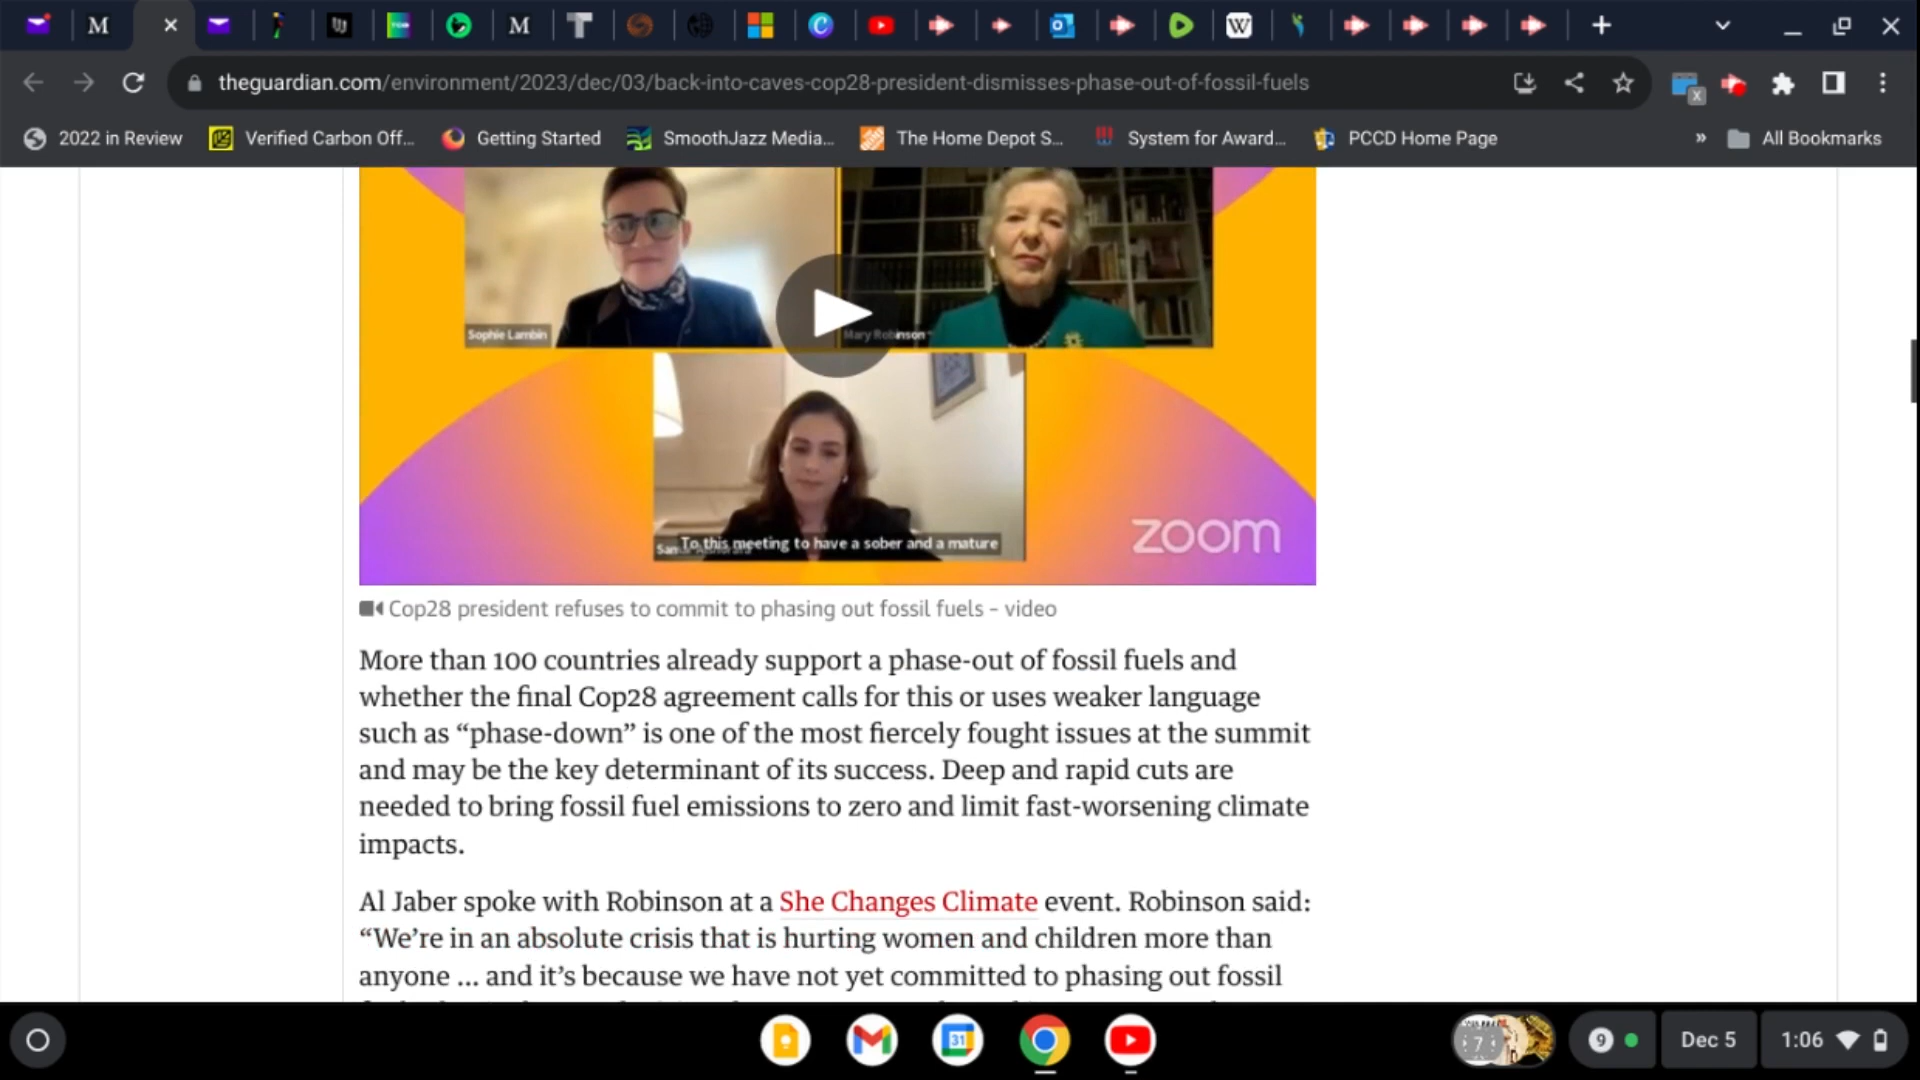 M
M
theguardian.com/environment/2023/dec/03/back-into-caves-cop28-president-dismisses-phase-out-of-fossil-fuels
2022 in Review
Verified Carbon Off...
Getting Started
SmoothJazz Media...
The Home Depot S...
System for Award...
PCCD Home Page
All Bookmarks
Sophie Lambin
Mary Robinson
To this meeting to have a sober and a mature
zoom
Cop28 president refuses to commit to phasing out fossil fuels – video
More than 100 countries already support a phase-out of fossil fuels and
whether the final Cop28 agreement calls for this or uses weaker language
such as “phase-down” is one of the most fiercely fought issues at the summit
and may be the key determinant of its success. Deep and rapid cuts are
needed to bring fossil fuel emissions to zero and limit fast-worsening climate
impacts.
Al Jaber spoke with Robinson at a She Changes Climate event. Robinson said:
“We’re in an absolute crisis that is hurting women and children more than
anyone ... and it’s because we have not yet committed to phasing out fossil
31
7
9
Dec 5
1:06